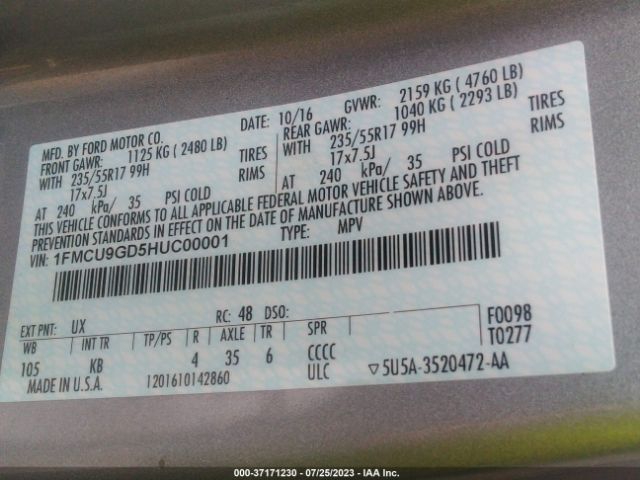 MFD. BY FORD MOTOR CO.
DATE: 10/16
GVWR: 2159 KG ( 4760 LB)
FRONT GAWR: 1125 KG ( 2480 LB)
REAR GAWR: 1040 KG ( 2293 LB)
WITH 235/55R17 99H TIRES
WITH 235/55R17 99H TIRES
17x7.5J RIMS
17x7.5J RIMS
AT 240 kPa/ 35 PSI COLD
AT 240 kPa/ 35 PSI COLD
THIS VEHICLE CONFORMS TO ALL APPLICABLE FEDERAL MOTOR VEHICLE SAFETY AND THEFT
PREVENTION STANDARDS IN EFFECT ON THE DATE OF MANUFACTURE SHOWN ABOVE.
VIN: 1FMCU9GD5HUC00001
TYPE: MPV
EXT PNT: UX RC: 48 DSO:
WB INT TR TP/PS R AXLE TR SPR
105 KB 4 35 6 CCCC
ULC
F0098
T0277
MADE IN U.S.A. 1201610142860
▽5U5A-3520472-AA
000-37171230 - 07/25/2023 - IAA Inc.